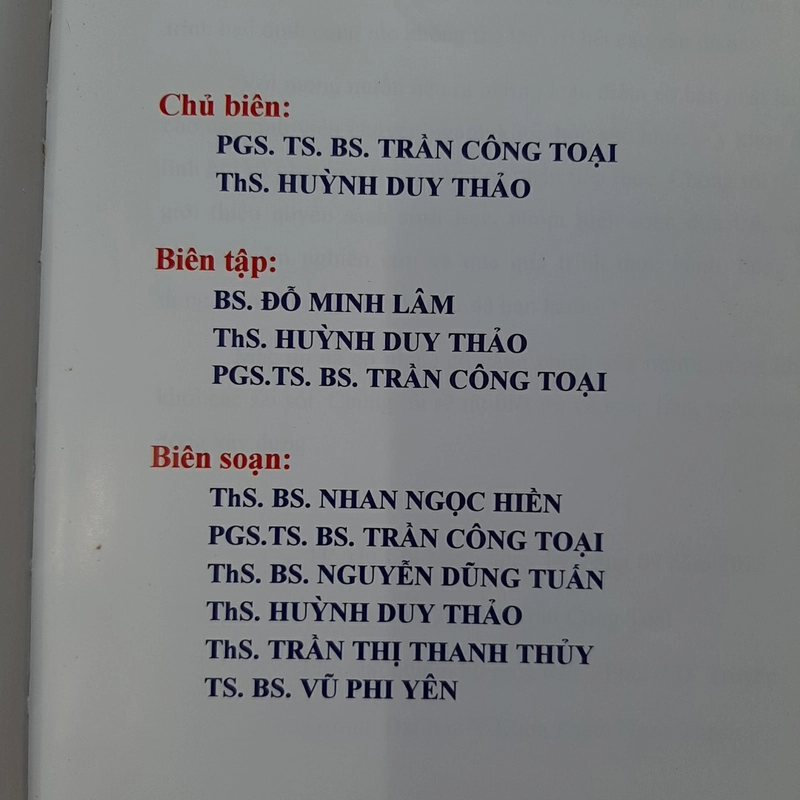 Chủ biên:
PGS. TS. BS. TRẦN CÔNG TOẠI
ThS. HUỲNH DUY THẢO
Biên tập:
BS. ĐỖ MINH LÂM
ThS. HUỲNH DUY THẢO
PGS.TS. BS. TRẦN CÔNG TOẠI
Biên soạn:
ThS. BS. NHAN NGỌC HIỀN
PGS.TS. BS. TRẦN CÔNG TOẠI
ThS. BS. NGUYỄN DŨNG TUẤN
ThS. HUỲNH DUY THẢO
ThS. TRẦN THỊ THANH THỦY
TS. BS. VŨ PHI YÊN